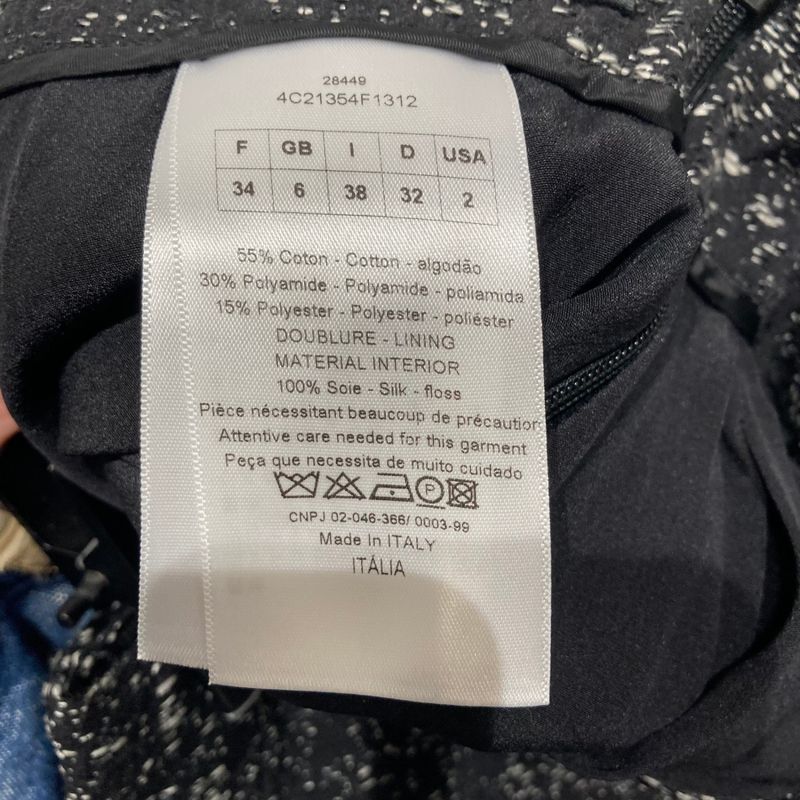 28449
4C21354F1312
F GB I D USA
34 6 38 32 2
55% Coton - Cotton - algodão
30% Polyamide - Polyamide - poliamida
15% Polyester - Polyester - poliéster
DOUBLURE - LINING
MATERIAL INTERIOR
100% Soie - Silk - floss
Pièce nécessitant beaucoup de précaution
Attentive care needed for this garment
Peça que necessita de muito cuidado
P
CNPJ 02-046-366/ 0003-99
Made In ITALY
ITÁLIA